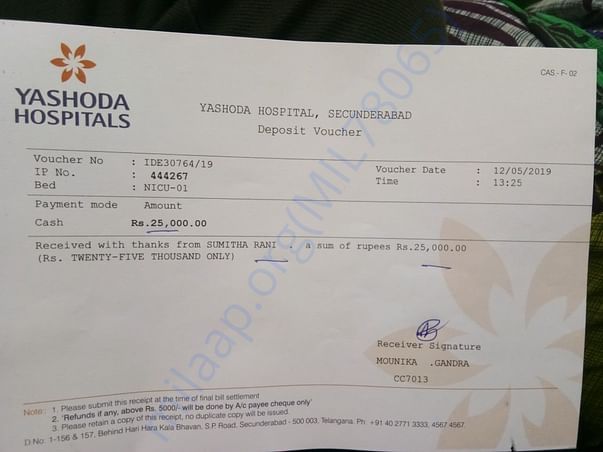 CAS.- F- 02
YASHODA
HOSPITALS
YASHODA HOSPITAL, SECUNDERABAD
Deposit Voucher
Voucher No : IDE30764/19 Voucher Date : 12/05/2019
IP No. : 444267 Time : 13:25
Bed : NICU-01
Payment mode Amount
Cash Rs.25,000.00
Received with thanks from SUMITHA RANI . a sum of rupees Rs.25,000.00
(Rs. TWENTY-FIVE THOUSAND ONLY)
Receiver Signature
MOUNIKA .GANDRA
CC7013
Note: 1. Please submit this receipt at the time of final bill settlement
2. 'Refunds if any, above Rs. 5000/- will be done by A/c payee cheque only'
3. Please retain a copy of this receipt, no duplicate copy will be issued.
D.No. 1-156 & 157, Behind Hari Hara Kala Bhavan, S.P. Road, Secunderabad - 500 003, Telangana. Ph: +91 40 2771 3333, 4567 4567.
milaap.org(MIL78065)